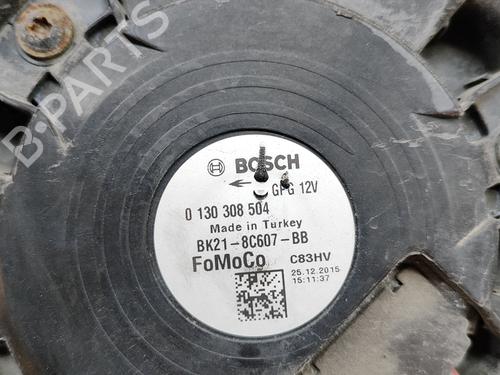 B-PARTS
BOSCH
GPG 12V
0 130 308 504
Made in Turkey
BK21-8C607-BB
FoMoCo C83HV
25.12.2015
15:11:37